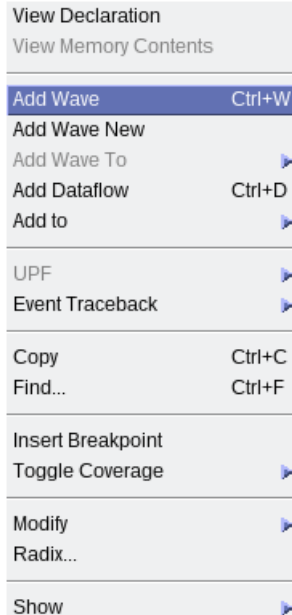 View Declaration
View Memory Contents
Add Wave Ctrl+W
Add Wave New
Add Wave To
Add Dataflow Ctrl+D
Add to
UPF
Event Traceback
Copy Ctrl+C
Find... Ctrl+F
Insert Breakpoint
Toggle Coverage
Modify
Radix...
Show